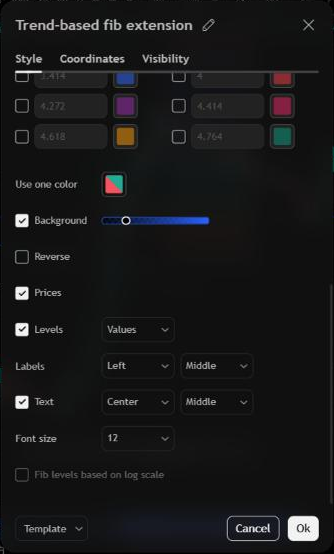 Trend-based fib extension
Style Coordinates Visibility
3.414 4
4.272 4.414
4.618 4.764
Use one color
Background
Reverse
Prices
Levels Values
Labels Left Middle
Text Center Middle
Font size 12
Fib levels based on log scale
Template Cancel Ok